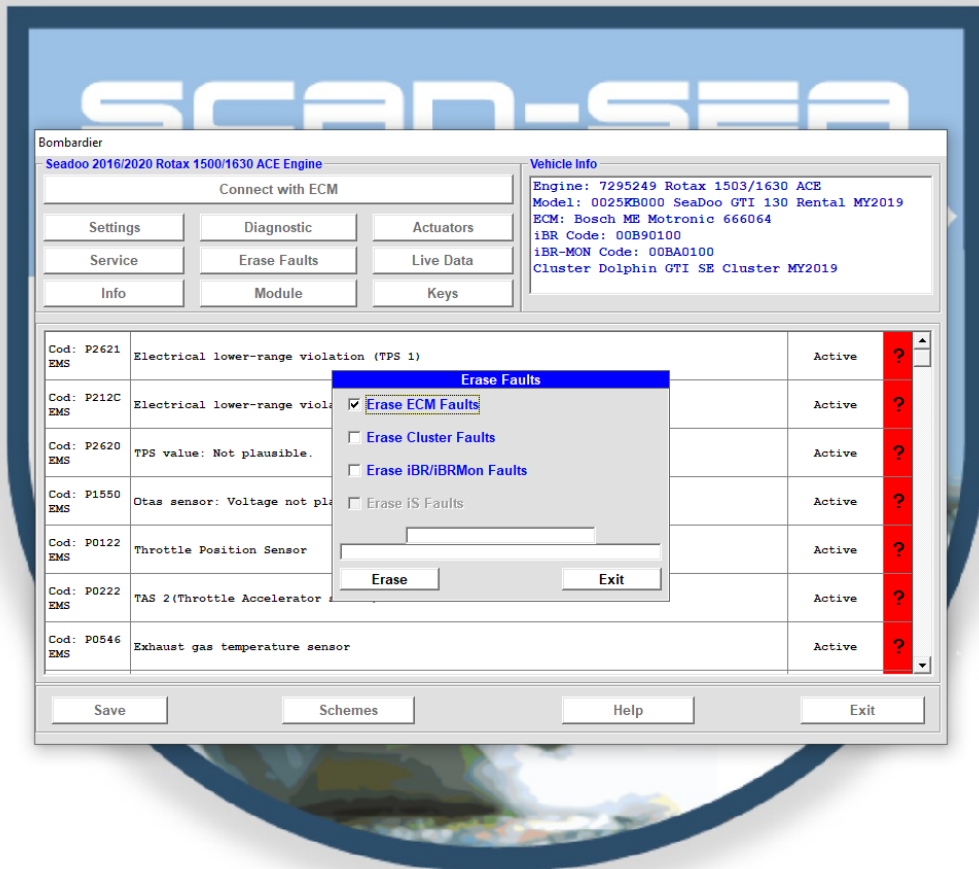 SCAN-SEA
Bombardier
Seadoo 2016/2020 Rotax 1500/1630 ACE Engine
Connect with ECM
Settings Diagnostic Actuators
Service Erase Faults Live Data
Info Module Keys
Vehicle Info
Engine: 7295249 Rotax 1503/1630 ACE
Model: 0025KB000 SeaDoo GTI 130 Rental MY2019
ECM: Bosch ME Motronic 666064
iBR Code: 00B90100
iBR-MON Code: 00BA0100
Cluster Dolphin GTI SE Cluster MY2019
Cod: P2621
EMS
Electrical lower-range violation (TPS 1)
Active ?
Cod: P212C
EMS
Electrical lower-range viol
Active ?
Cod: P2620
EMS
TPS value: Not plausible.
Active ?
Cod: P1550
EMS
Otas sensor: Voltage not pla
Active ?
Cod: P0122
EMS
Throttle Position Sensor
Active ?
Cod: P0222
EMS
TAS 2(Throttle Accelerator
Active ?
Cod: P0546
EMS
Exhaust gas temperature sensor
Active ?
Erase Faults
Erase ECM Faults
Erase Cluster Faults
Erase iBR/iBRMon Faults
Erase iS Faults
Erase Exit
Save Schemes Help Exit